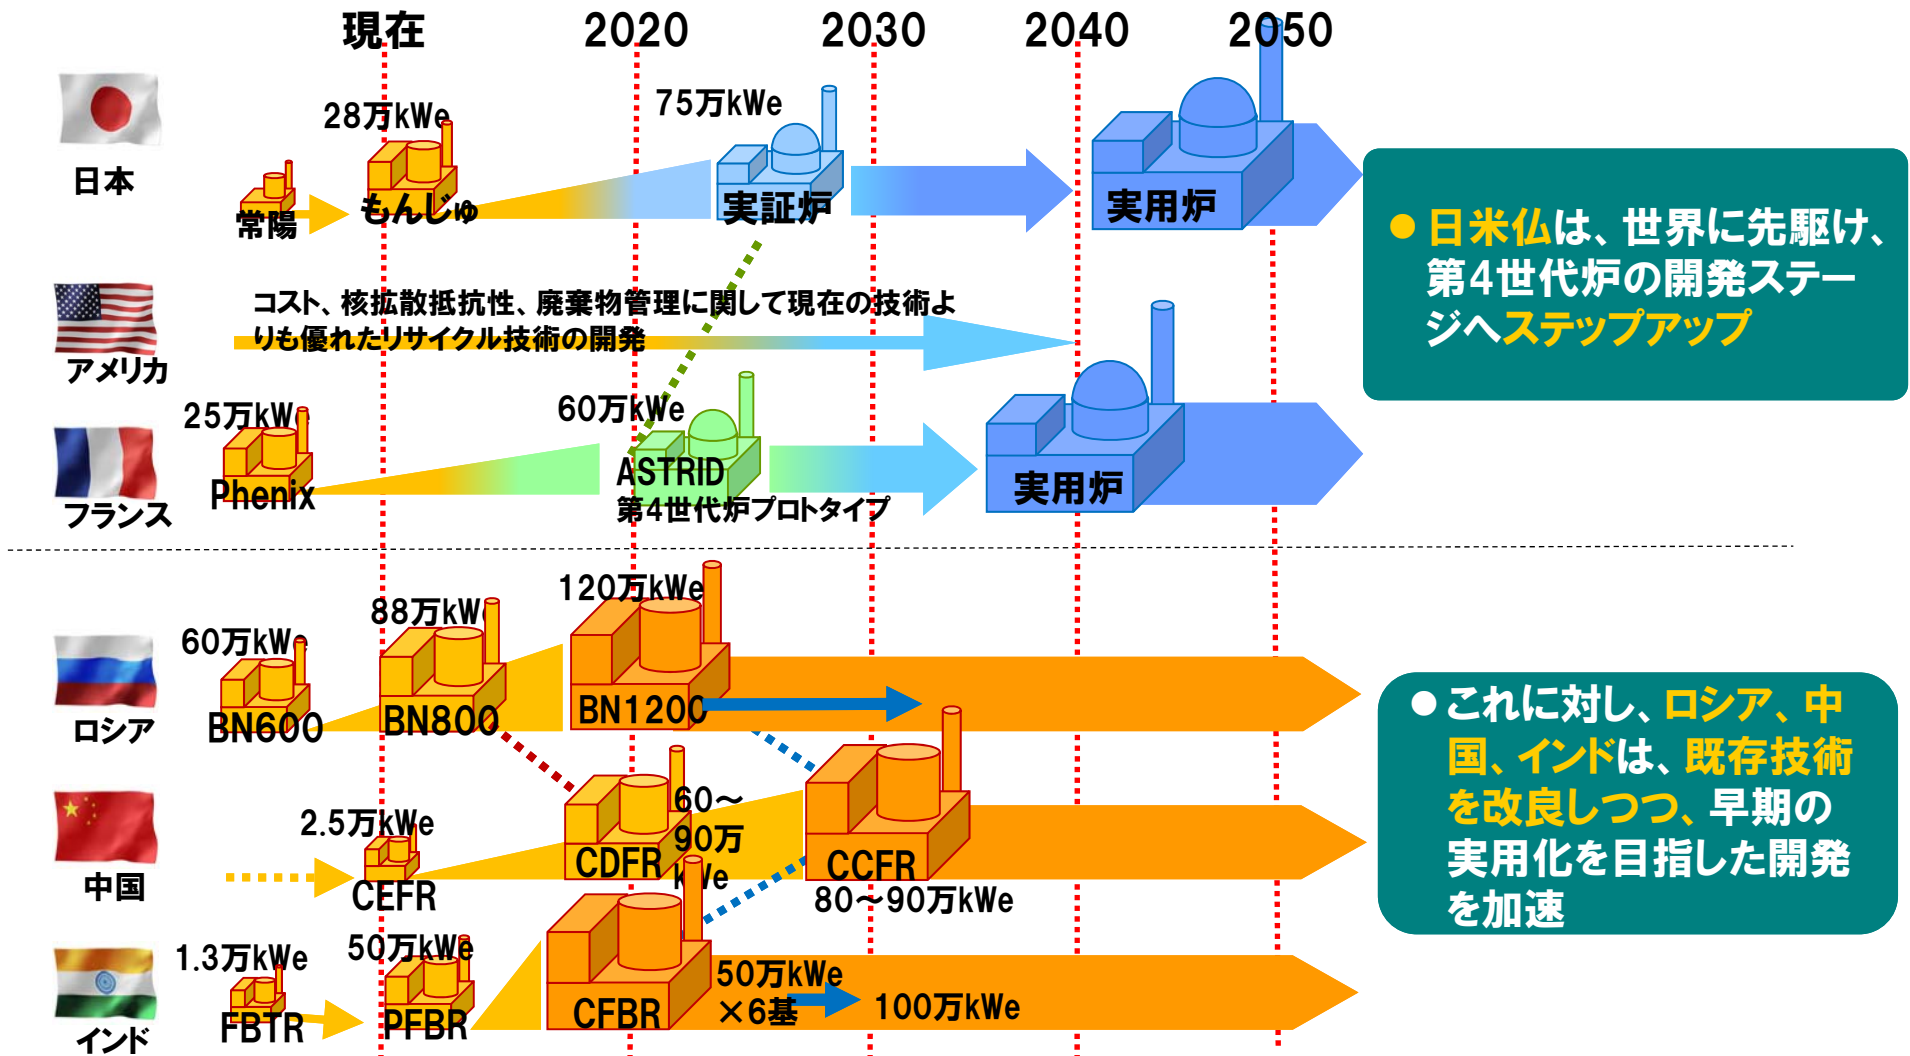 現在
2020
2030
2040
2050
日本
28万kWe
75万kWe
常陽
もんじゅ
実証炉
実用炉
アメリカ
コスト、核拡散抵抗性、廃棄物管理に関して現在の技術よ
りも優れたリサイクル技術の開発
フランス
25万kWe
60万kWe
Phenix
ASTRID
第4世代炉プロトタイプ
実用炉
● 日米仏は、世界に先駆け、
第4世代炉の開発ステー
ジへステップアップ
ロシア
60万kWe
88万kWe
120万kWe
BN600
BN800
BN1200
中国
2.5万kWe
CEFR
CDFR
60～
90万
kWe
CCFR
80～90万kWe
インド
1.3万kWe
50万kWe
FBTR
PFBR
CFBR
50万kWe
×6基
100万kWe
● これに対し、ロシア、中
国、インドは、既存技術
を改良しつつ、早期の
実用化を目指した開発
を加速